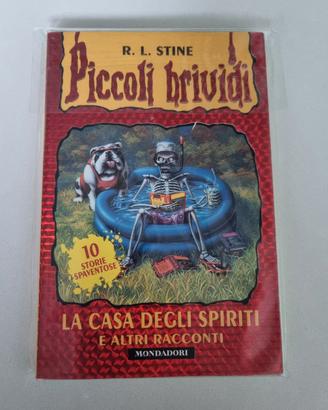 R. L. STINE
Piccoli brividi
10
STORIE
SPAVENTOSE
LA CASA DEGLI SPIRITI
E ALTRI RACCONTI
MONDADORI